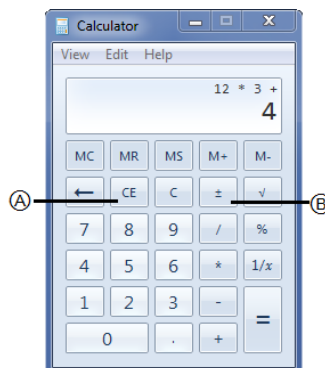 Calculator
View Edit Help
12 * 3 +
4
MC MR MS M+ M-
A ← CE C ± √ B
7 8 9 / %
4 5 6 * 1/x
1 2 3 - =
0 . +